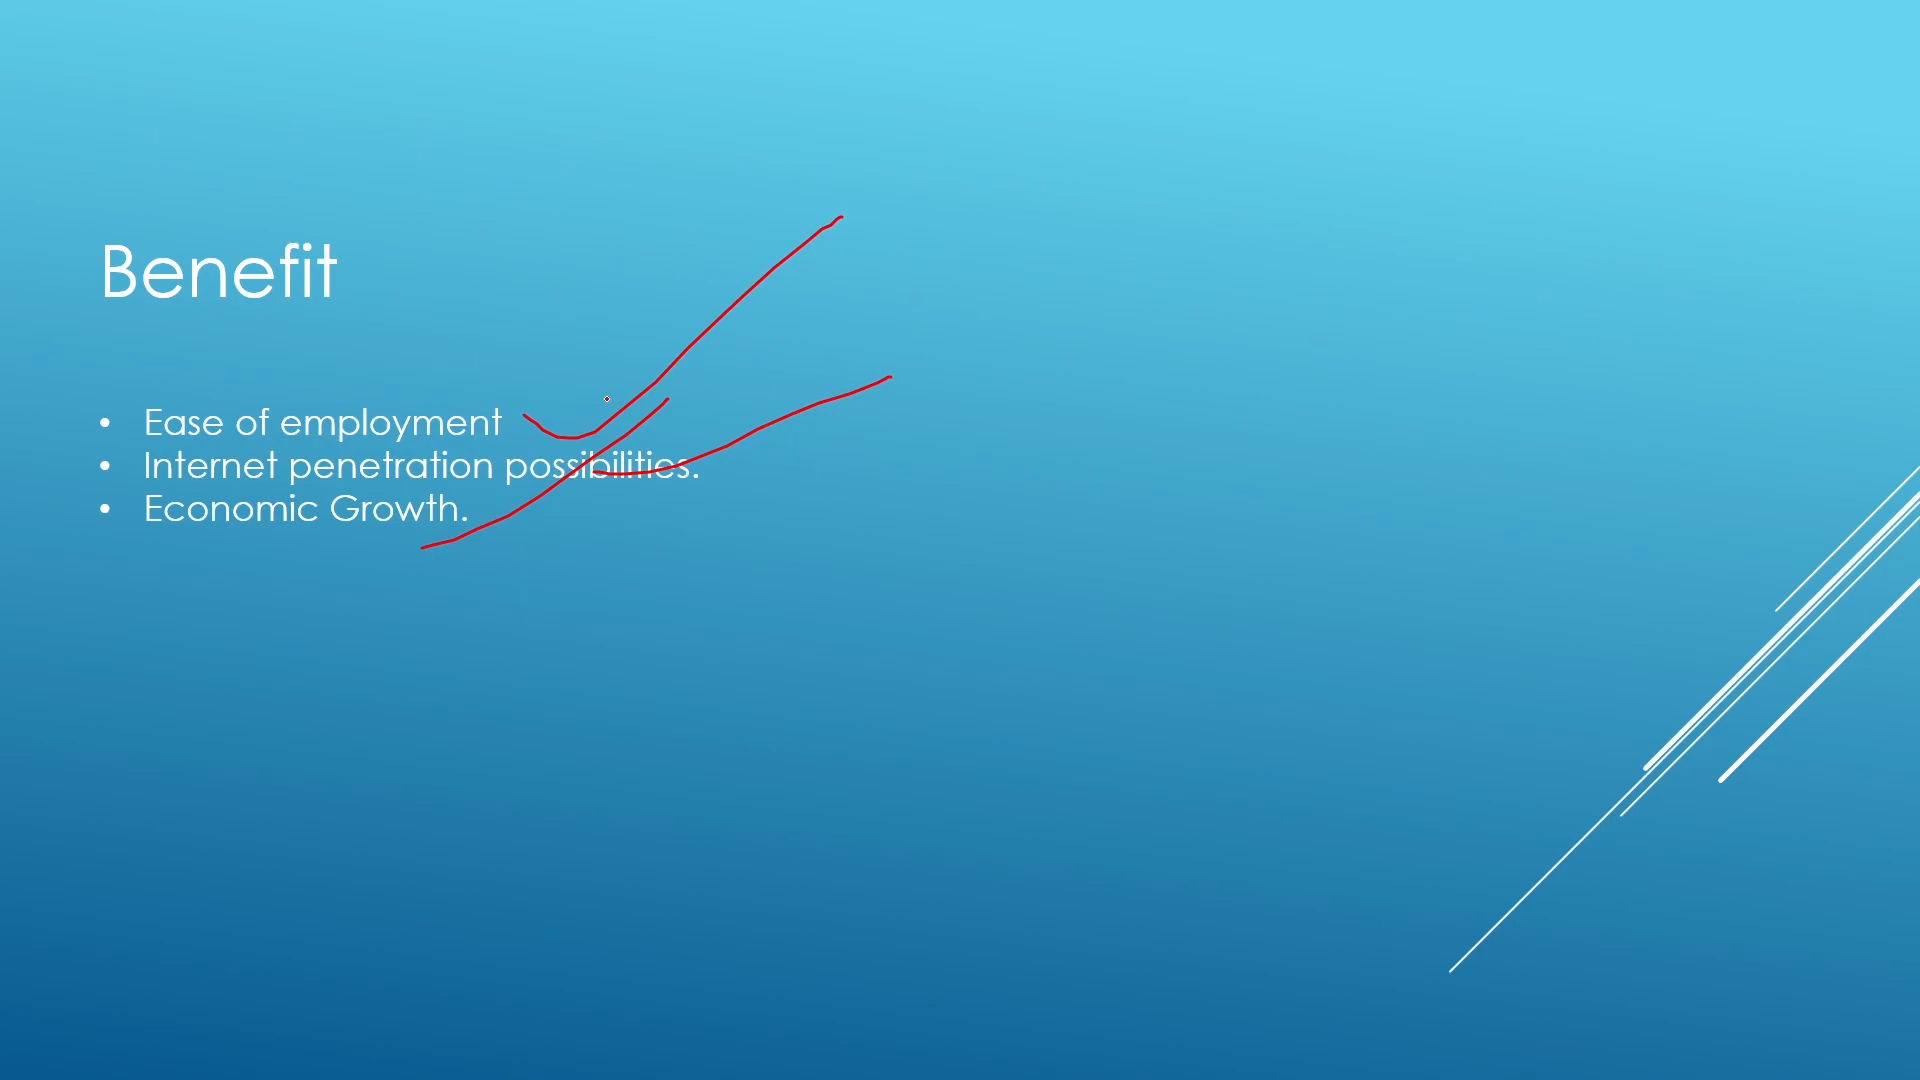 Benefit
• Ease of employment
• Internet penetration possibilities.
• Economic Growth.